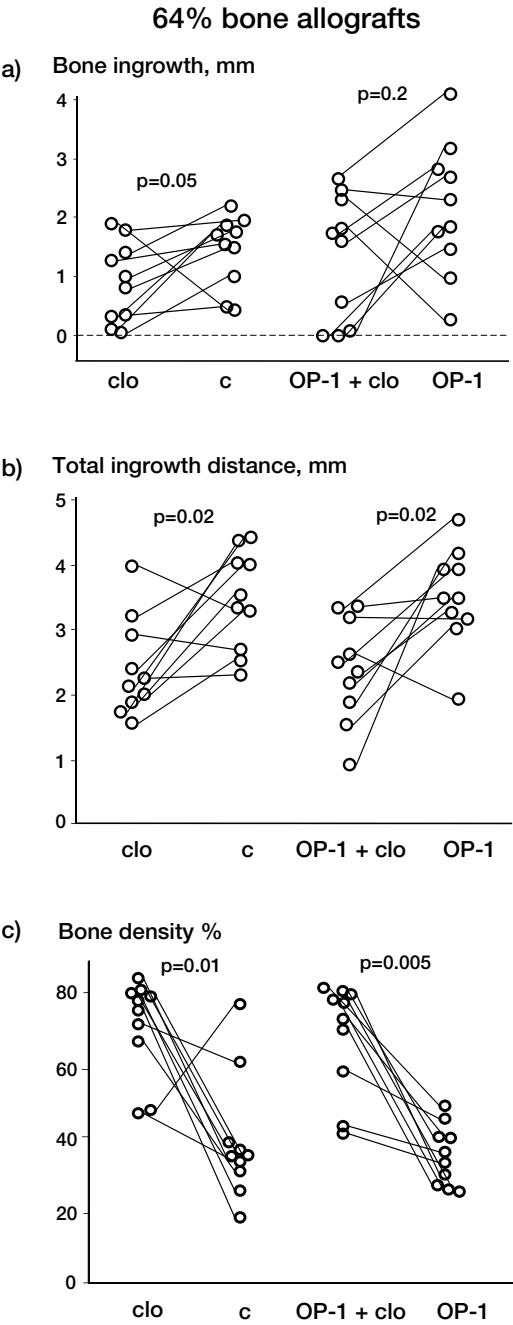 64% bone allografts
a) Bone ingrowth, mm
4
p=0.2
3
p=0.05
2
1
0
clo c OP-1 + clo OP-1
b) Total ingrowth distance, mm
5
p=0.02 p=0.02
4
3
2
1
0
clo c OP-1 + clo OP-1
c) Bone density %
p=0.01 p=0.005
80
60
40
20
0
clo c OP-1 + clo OP-1